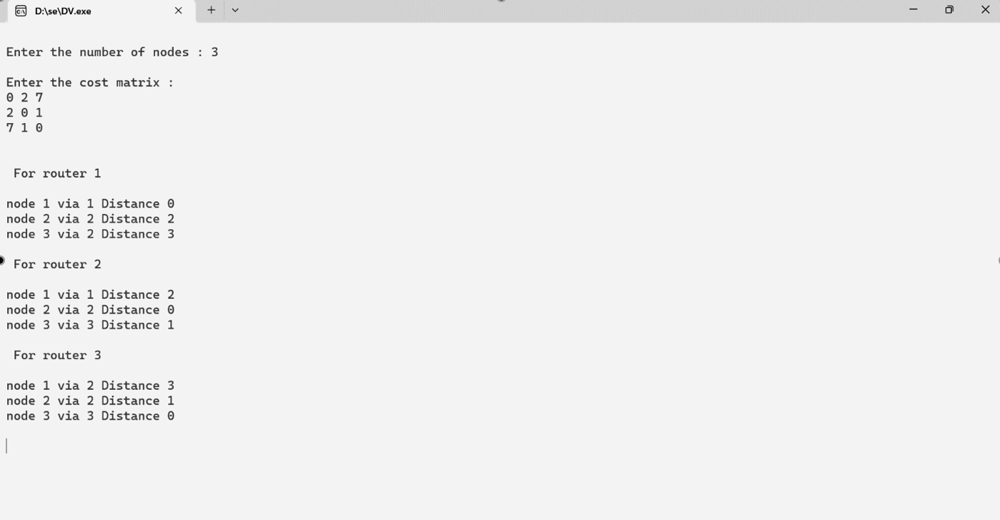 D:\se\DV.exe
Enter the number of nodes : 3
Enter the cost matrix :
0 2 7
2 0 1
7 1 0
For router 1
node 1 via 1 Distance 0
node 2 via 2 Distance 2
node 3 via 2 Distance 3
For router 2
node 1 via 1 Distance 2
node 2 via 2 Distance 0
node 3 via 3 Distance 1
For router 3
node 1 via 2 Distance 3
node 2 via 2 Distance 1
node 3 via 3 Distance 0